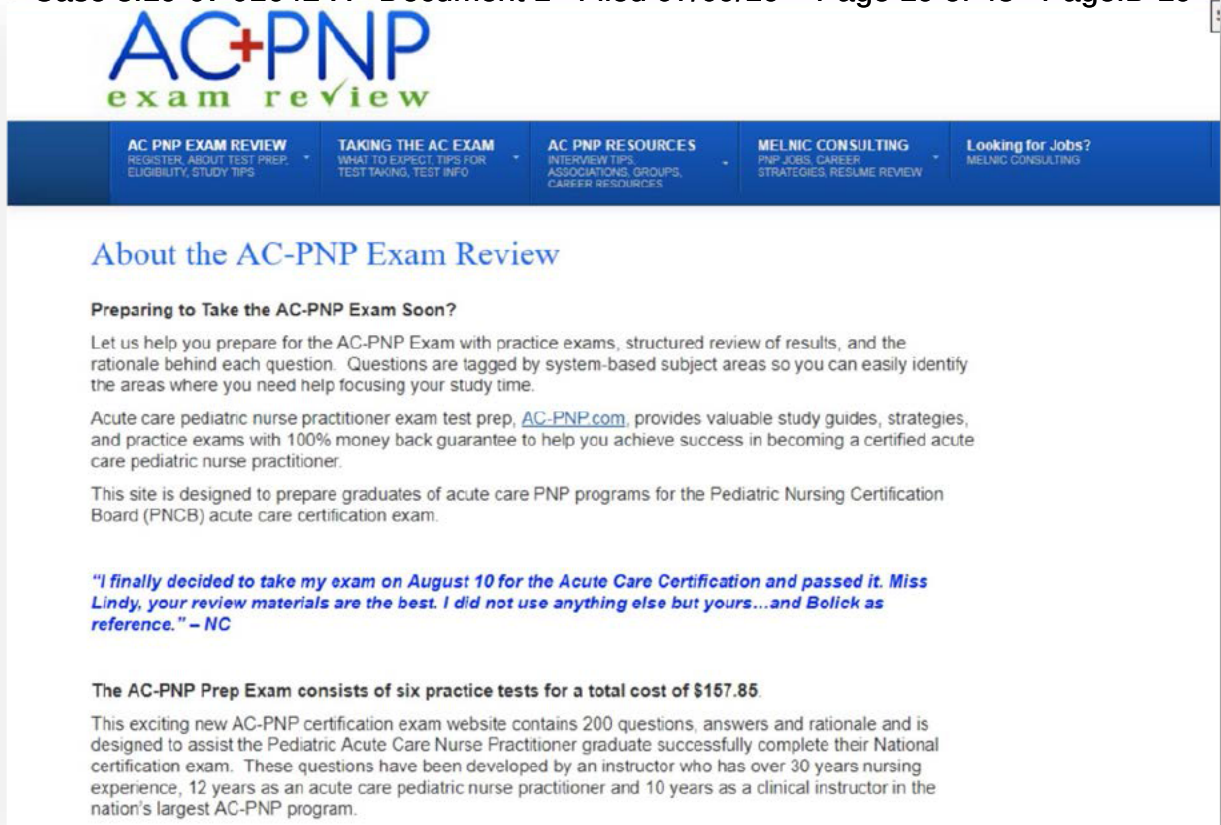 AC+PNP
exam review
AC PNP EXAM REVIEW
REGISTER, ABOUT TEST PREP,
ELIGIBILITY, STUDY TIPS
TAKING THE AC EXAM
WHAT TO EXPECT, TIPS FOR
TEST TAKING, TEST INFO
AC PNP RESOURCES
INTERVIEW TIPS,
ASSOCIATIONS, GROUPS,
CAREER RESOURCES
MELNIC CONSULTING
PNP JOBS, CAREER
STRATEGIES, RESUME REVIEW
Looking for Jobs?
MELNIC CONSULTING
About the AC-PNP Exam Review
Preparing to Take the AC-PNP Exam Soon?
Let us help you prepare for the AC-PNP Exam with practice exams, structured review of results, and the
rationale behind each question. Questions are tagged by system-based subject areas so you can easily identify
the areas where you need help focusing your study time.
Acute care pediatric nurse practitioner exam test prep, AC-PNP.com, provides valuable study guides, strategies,
and practice exams with 100% money back guarantee to help you achieve success in becoming a certified acute
care pediatric nurse practitioner.
This site is designed to prepare graduates of acute care PNP programs for the Pediatric Nursing Certification
Board (PNCB) acute care certification exam.
"I finally decided to take my exam on August 10 for the Acute Care Certification and passed it. Miss
Lindy, your review materials are the best. I did not use anything else but yours...and Bolick as
reference." – NC
The AC-PNP Prep Exam consists of six practice tests for a total cost of $157.85.
This exciting new AC-PNP certification exam website contains 200 questions, answers and rationale and is
designed to assist the Pediatric Acute Care Nurse Practitioner graduate successfully complete their National
certification exam. These questions have been developed by an instructor who has over 30 years nursing
experience, 12 years as an acute care pediatric nurse practitioner and 10 years as a clinical instructor in the
nation's largest AC-PNP program.